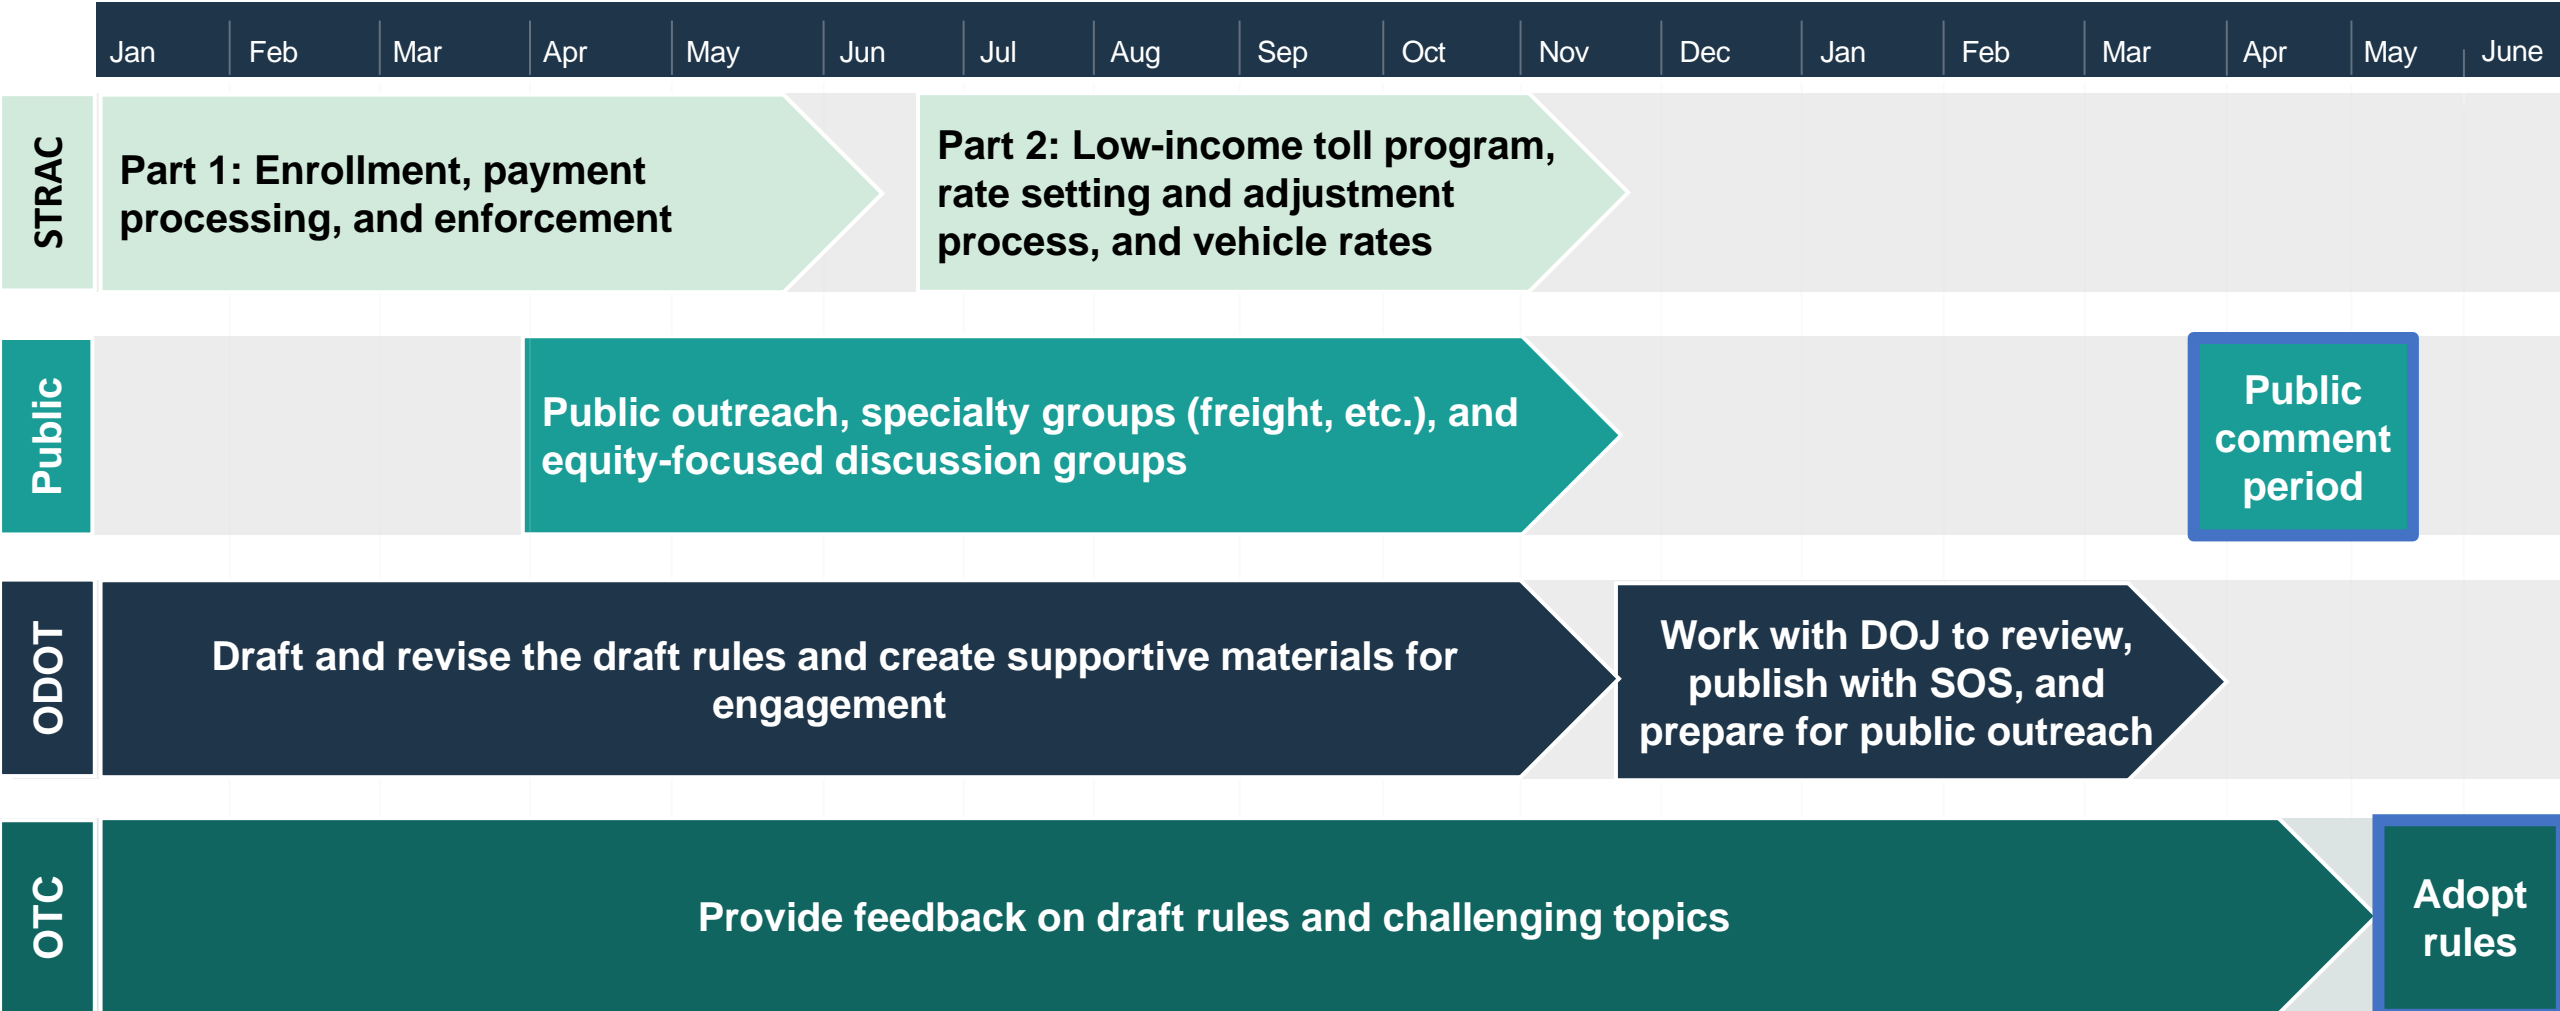 Jan Feb Mar Apr May Jun Jul Aug Sep Oct Nov Dec Jan Feb Mar Apr May June
STRAC
Part 1: Enrollment, payment
processing, and enforcement
Part 2: Low-income toll program,
rate setting and adjustment
process, and vehicle rates
Public
Public outreach, specialty groups (freight, etc.), and
equity-focused discussion groups
Public
comment
period
ODOT
Draft and revise the draft rules and create supportive materials for
engagement
Work with DOJ to review,
publish with SOS, and
prepare for public outreach
OTC
Provide feedback on draft rules and challenging topics
Adopt
rules